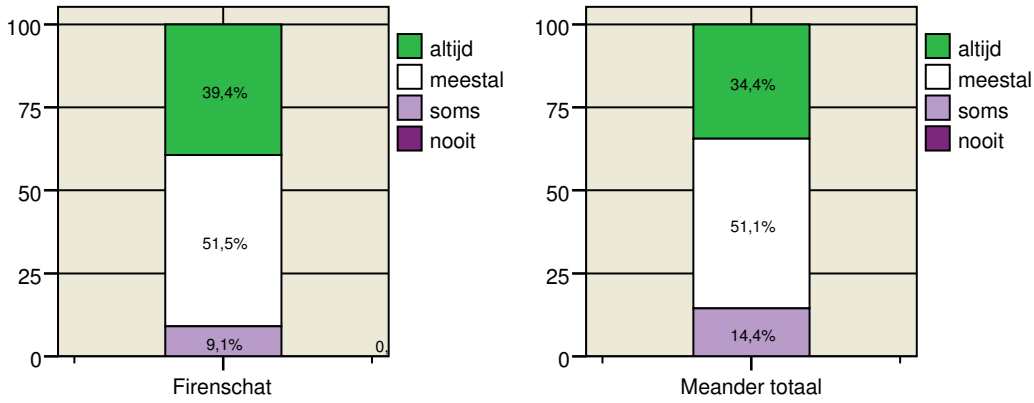 100
75
50
25
0
39,4%
51,5%
9,1%
0,
Firenschat
altijd
meestal
soms
nooit
100
75
50
25
0
34,4%
51,1%
14,4%
Meander totaal
altijd
meestal
soms
nooit